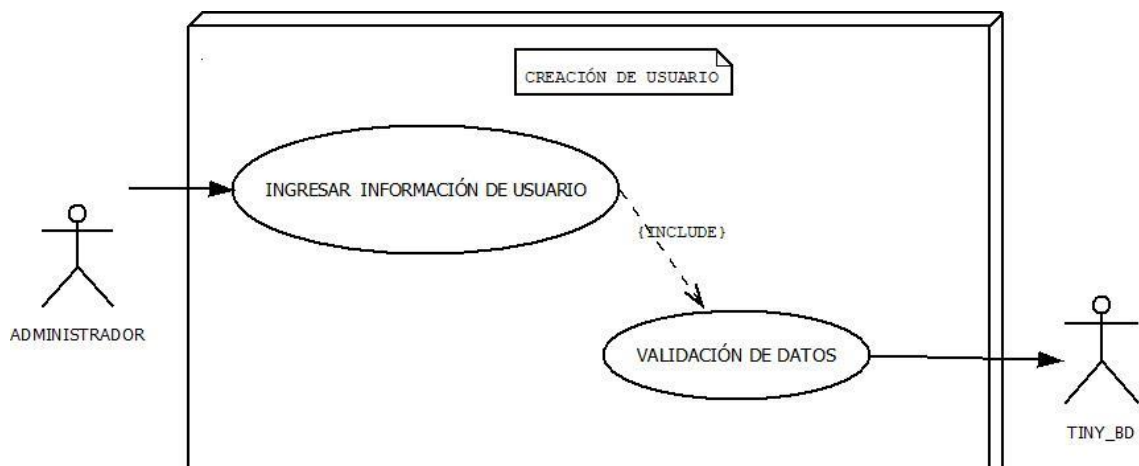 CREACIÓN DE USUARIO
INGRESAR INFORMACIÓN DE USUARIO
{INCLUDE}
ADMINISTRADOR
VALIDACIÓN DE DATOS
TINY_BD